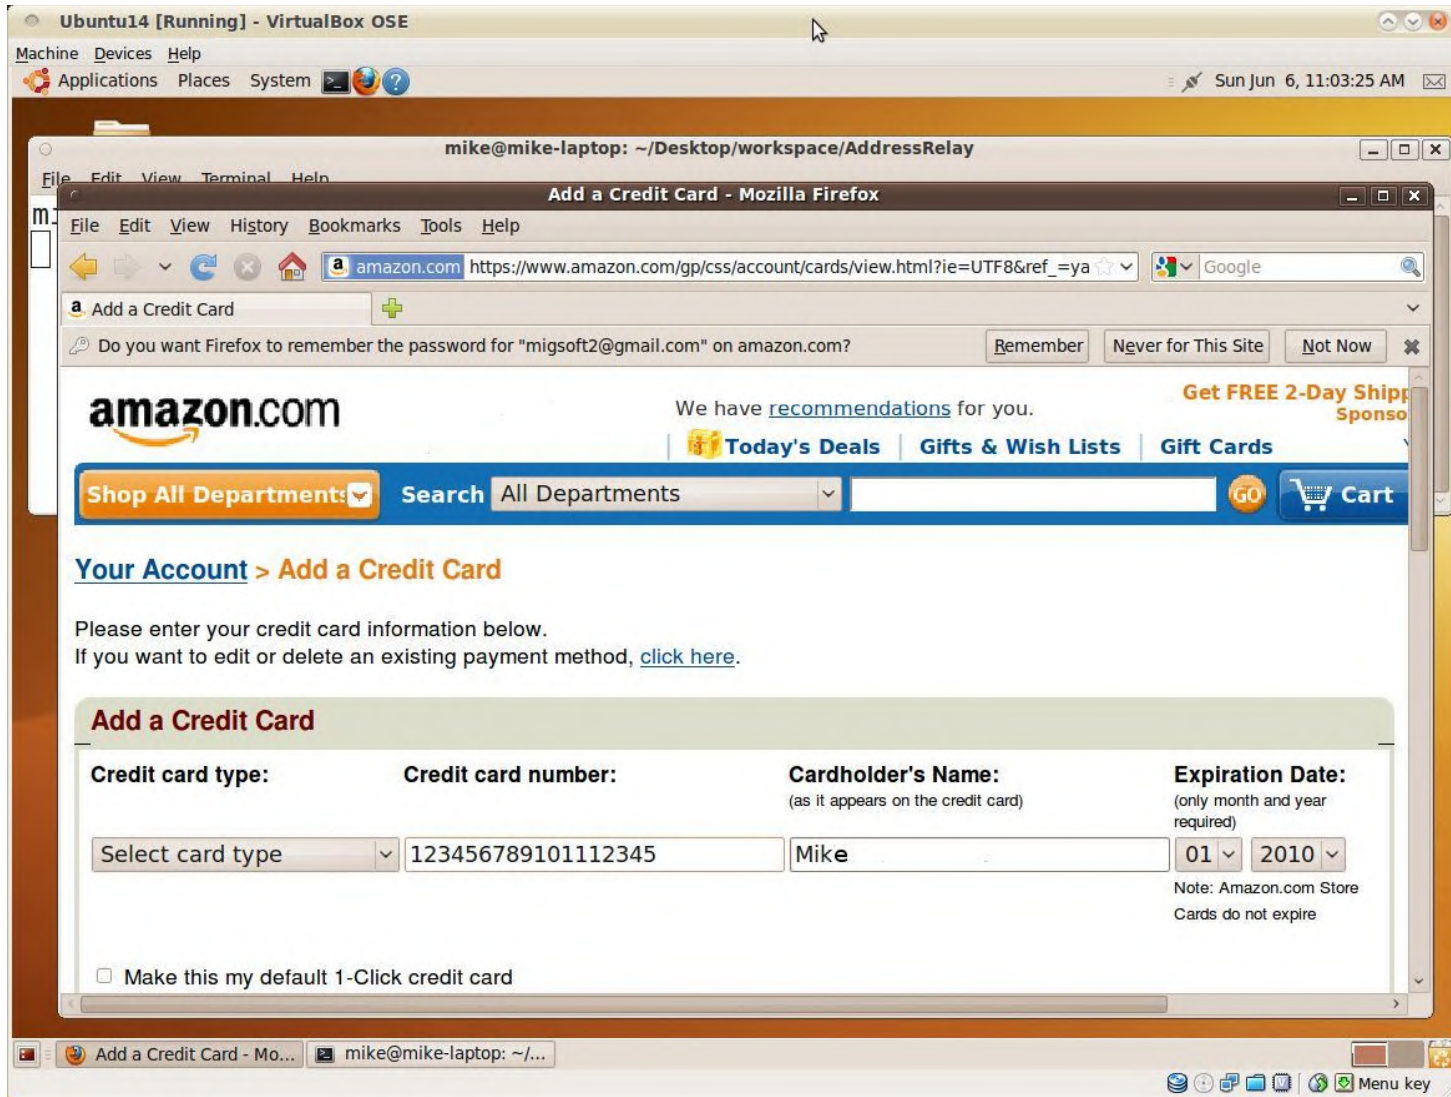 Ubuntu14 [Running] - VirtualBox OSE
Machine Devices Help
Applications Places System Sun Jun 6, 11:03:25 AM
mike@mike-laptop: ~/Desktop/workspace/AddressRelay
File Edit View Terminal Help
Add a Credit Card - Mozilla Firefox
File Edit View History Bookmarks Tools Help
amazon.com https://www.amazon.com/gp/css/account/cards/view.html?ie=UTF8&ref_=ya Google
Add a Credit Card
Do you want Firefox to remember the password for "migsoft2@gmail.com" on amazon.com? Remember Never for This Site Not Now
amazon.com
We have recommendations for you.
Get FREE 2-Day Shipp
Sponso
Today's Deals Gifts & Wish Lists Gift Cards
Shop All Departments Search All Departments GO Cart
Your Account > Add a Credit Card
Please enter your credit card information below.
If you want to edit or delete an existing payment method, click here.
Add a Credit Card
Credit card type: Credit card number: Cardholder's Name: Expiration Date:
(as it appears on the credit card) (only month and year
required)
Select card type 123456789101112345 Mike 01 2010
Note: Amazon.com Store
Cards do not expire
Make this my default 1-Click credit card
Add a Credit Card - Mo... mike@mike-laptop: ~/...
Menu key